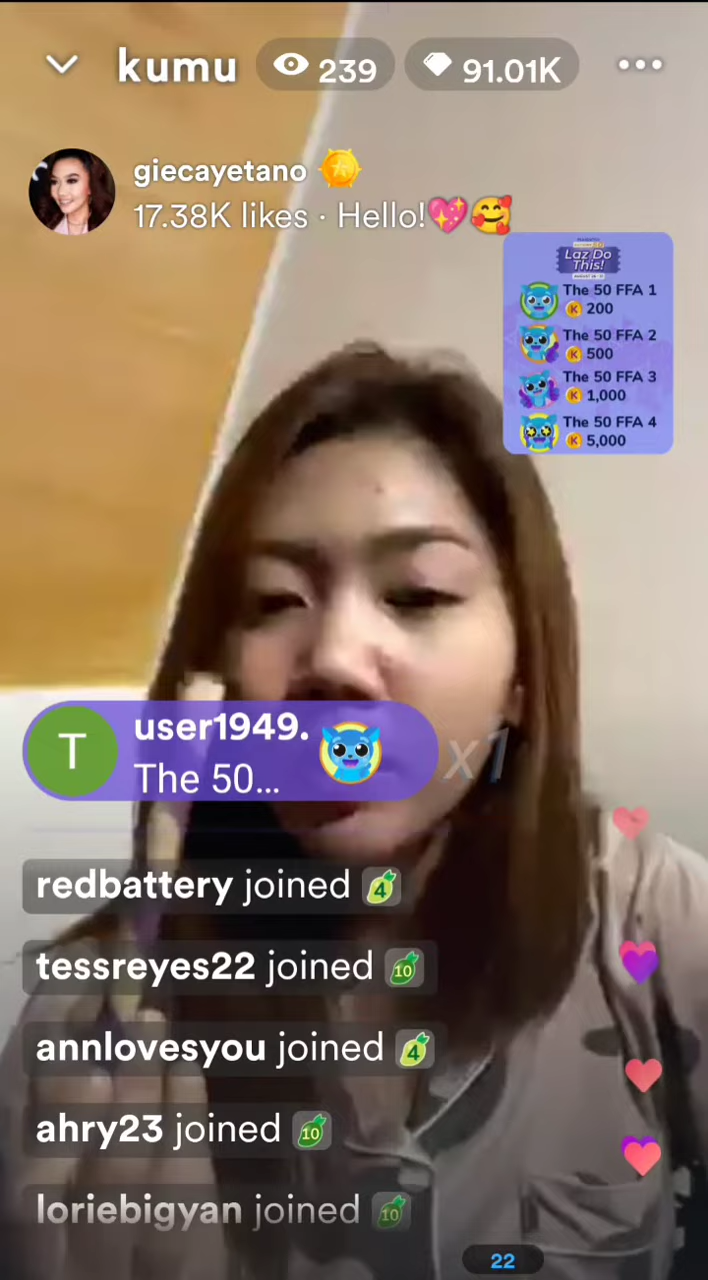 kumu 239 91.01K
giecayetano
17.38K likes · Hello!💖🥰
Laz Do
This!
The 50 FFA 1
K 200
The 50 FFA 2
K 500
The 50 FFA 3
K 1,000
The 50 FFA 4
K 5,000
T user1949.
The 50... x1
redbattery joined 4
tessreyes22 joined 10
annlovesyou joined 4
ahry23 joined 10
loriebigyan joined 10
22